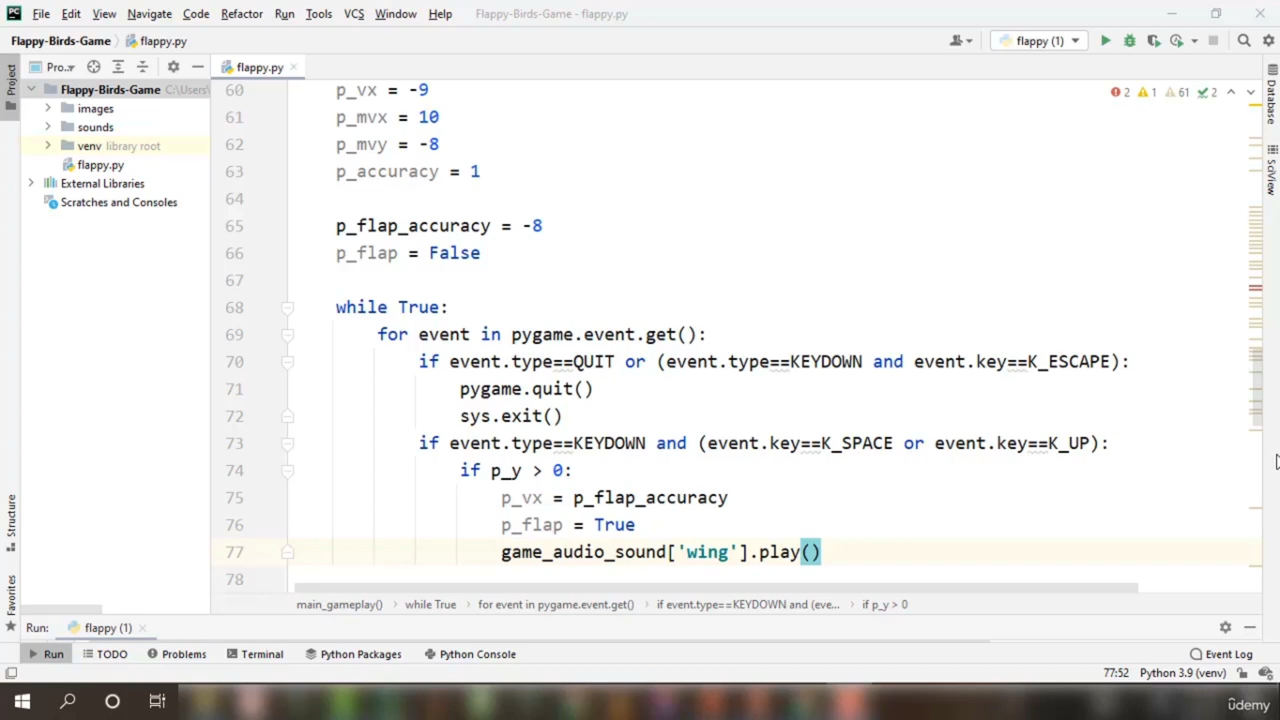 PC File Edit View Navigate Code Refactor Run Tools VCS Window Help Flappy-Birds-Game - flappy.py
Flappy-Birds-Game flappy.py flappy (1)
Project Pro.. flappy.py
Flappy-Birds-Game C:\Users\
images
sounds
venv library root
flappy.py
External Libraries
Scratches and Consoles
2 1 61 2
60 p_vx = -9
61 p_mvx = 10
62 p_mvy = -8
63 p_accuracy = 1
64
65 p_flap_accuracy = -8
66 p_flap = False
67
68 while True:
69 for event in pygame.event.get():
70 if event.type==QUIT or (event.type==KEYDOWN and event.key==K_ESCAPE):
71 pygame.quit()
72 sys.exit()
73 if event.type==KEYDOWN and (event.key==K_SPACE or event.key==K_UP):
74 if p_y > 0:
75 p_vx = p_flap_accuracy
76 p_flap = True
77 game_audio_sound['wing'].play()
78
Database
SciView
Structure
Favorites
main_gameplay() while True for event in pygame.event.get() if event.type==KEYDOWN and (eve... if p_y > 0
Run: flappy (1)
Run TODO Problems Terminal Python Packages Python Console Event Log
77:52 Python 3.9 (venv)
ûdemy